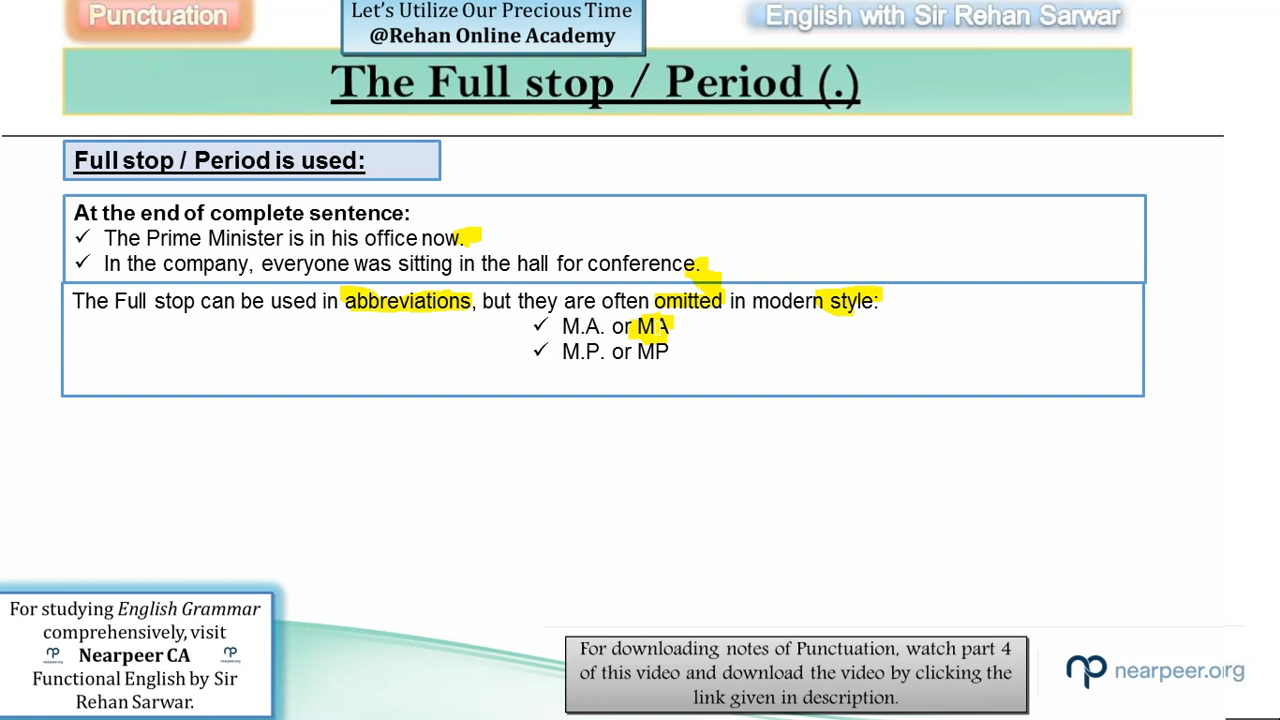 Punctuation
Let's Utilize Our Precious Time
@Rehan Online Academy
English with Sir Rehan Sarwar
The Full stop / Period (.)
Full stop / Period is used:
At the end of complete sentence:
✓ The Prime Minister is in his office now.
✓ In the company, everyone was sitting in the hall for conference.
The Full stop can be used in abbreviations, but they are often omitted in modern style:
✓ M.A. or MA
✓ M.P. or MP
For studying English Grammar
comprehensively, visit
Nearpeer CA
Functional English by Sir
Rehan Sarwar.
For downloading notes of Punctuation, watch part 4
of this video and download the video by clicking the
link given in description.
nearpeer.org